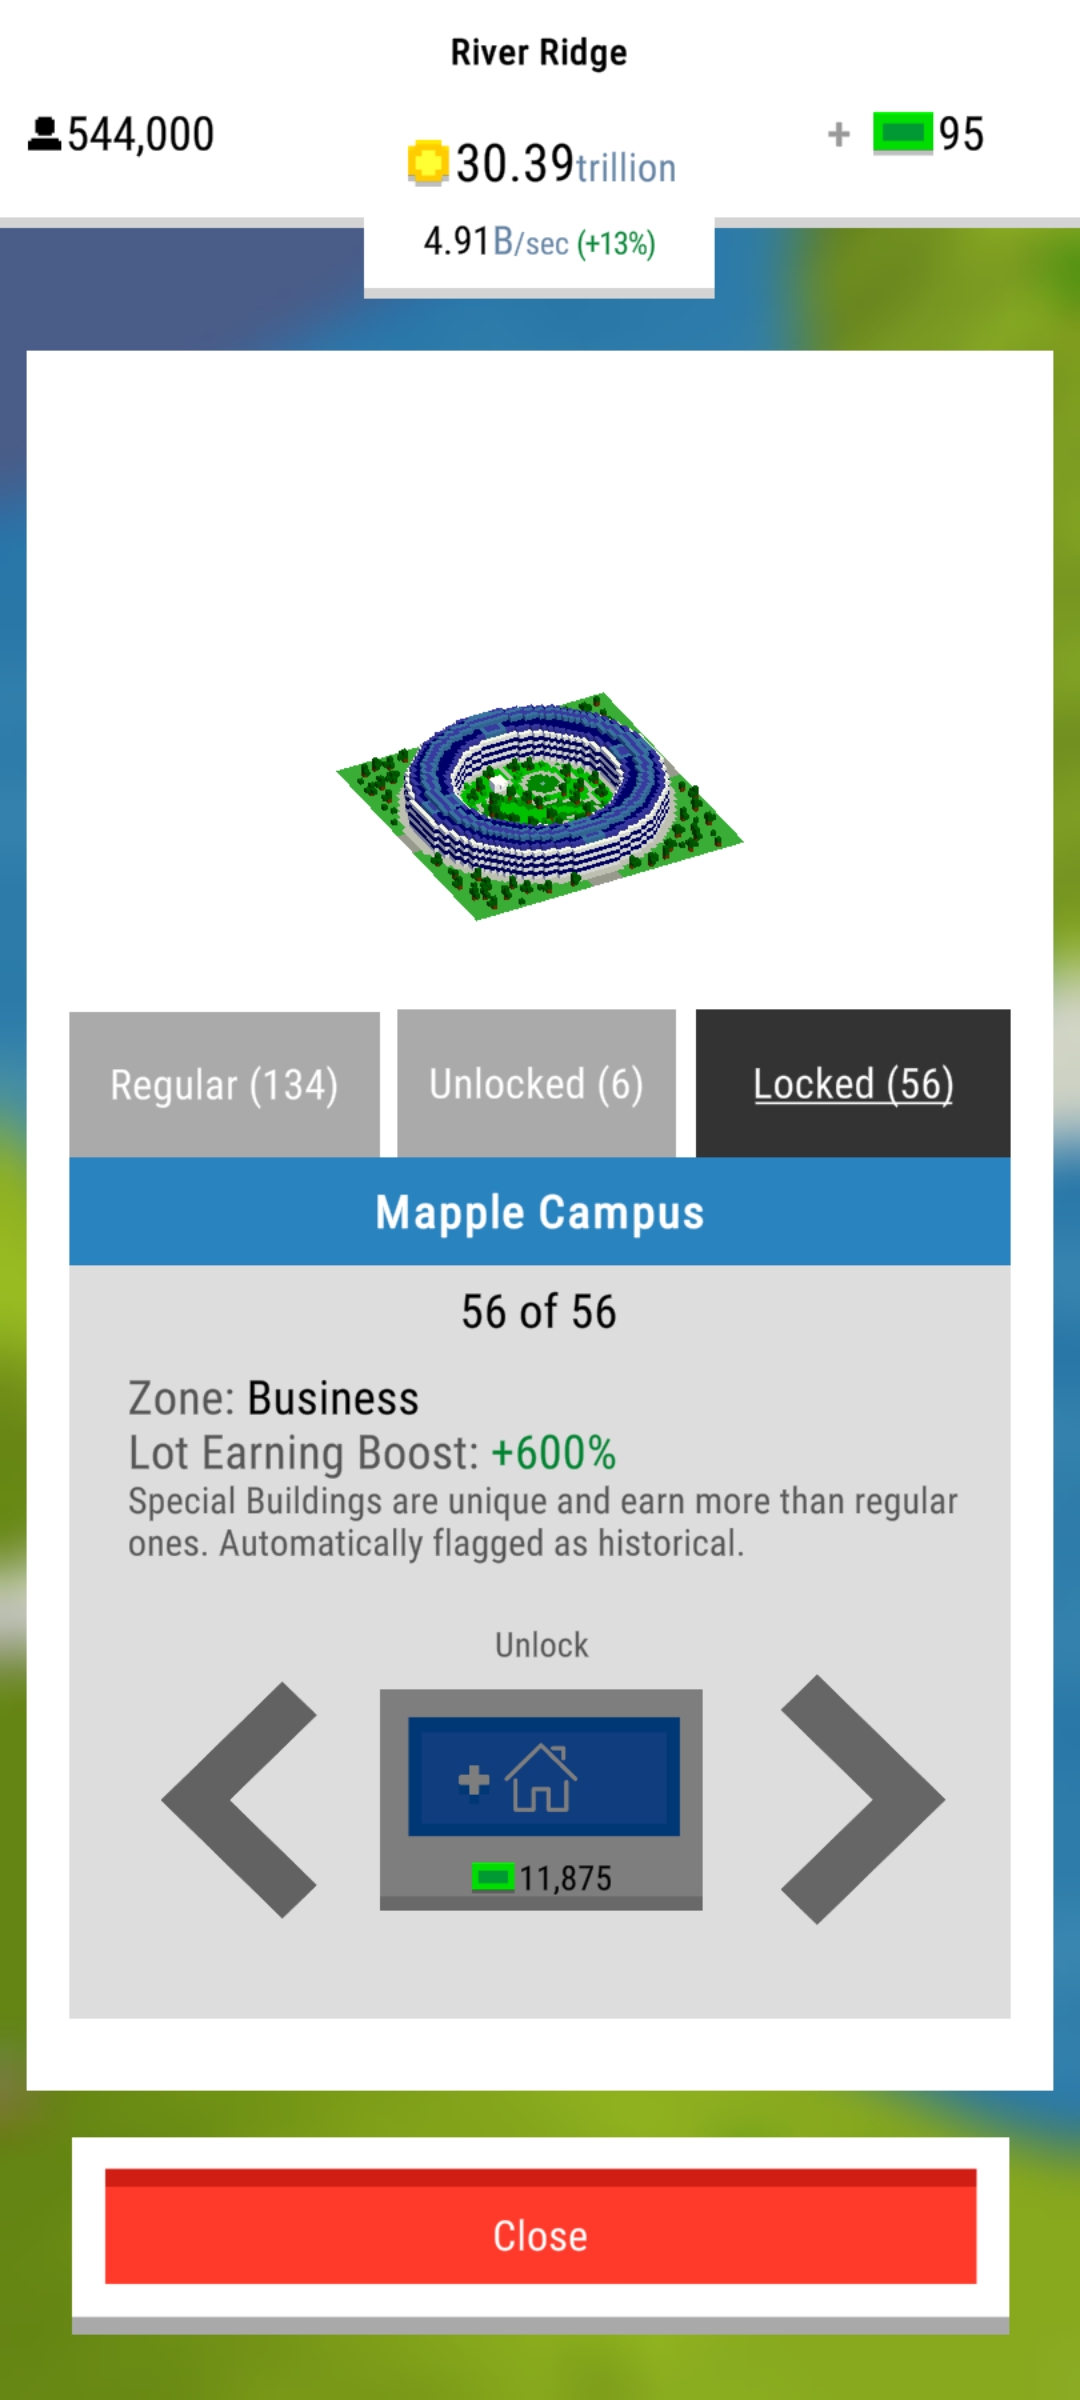 River Ridge
544,000
30.39trillion
+ 95
4.91B/sec (+13%)
Regular (134)
Unlocked (6)
Locked (56)
Mapple Campus
56 of 56
Zone: Business
Lot Earning Boost: +600%
Special Buildings are unique and earn more than regular
ones. Automatically flagged as historical.
Unlock
11,875
Close